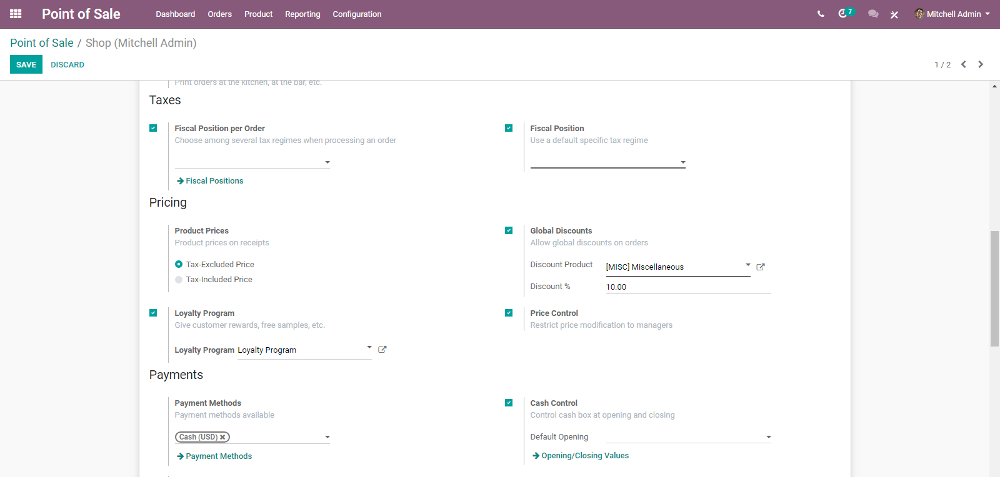 Point of Sale Dashboard Orders Product Reporting Configuration 7 Mitchell Admin
Point of Sale / Shop (Mitchell Admin)
SAVE DISCARD 1 / 2
Print orders at the kitchen, at the bar, etc.
Taxes
Fiscal Position per Order
Choose among several tax regimes when processing an order
Fiscal Positions
Fiscal Position
Use a default specific tax regime
Pricing
Product Prices
Product prices on receipts
Tax-Excluded Price
Tax-Included Price
Global Discounts
Allow global discounts on orders
Discount Product [MISC] Miscellaneous
Discount % 10.00
Loyalty Program
Give customer rewards, free samples, etc.
Loyalty Program Loyalty Program
Price Control
Restrict price modification to managers
Payments
Payment Methods
Payment methods available
Cash (USD)
Payment Methods
Cash Control
Control cash box at opening and closing
Default Opening
Opening/Closing Values